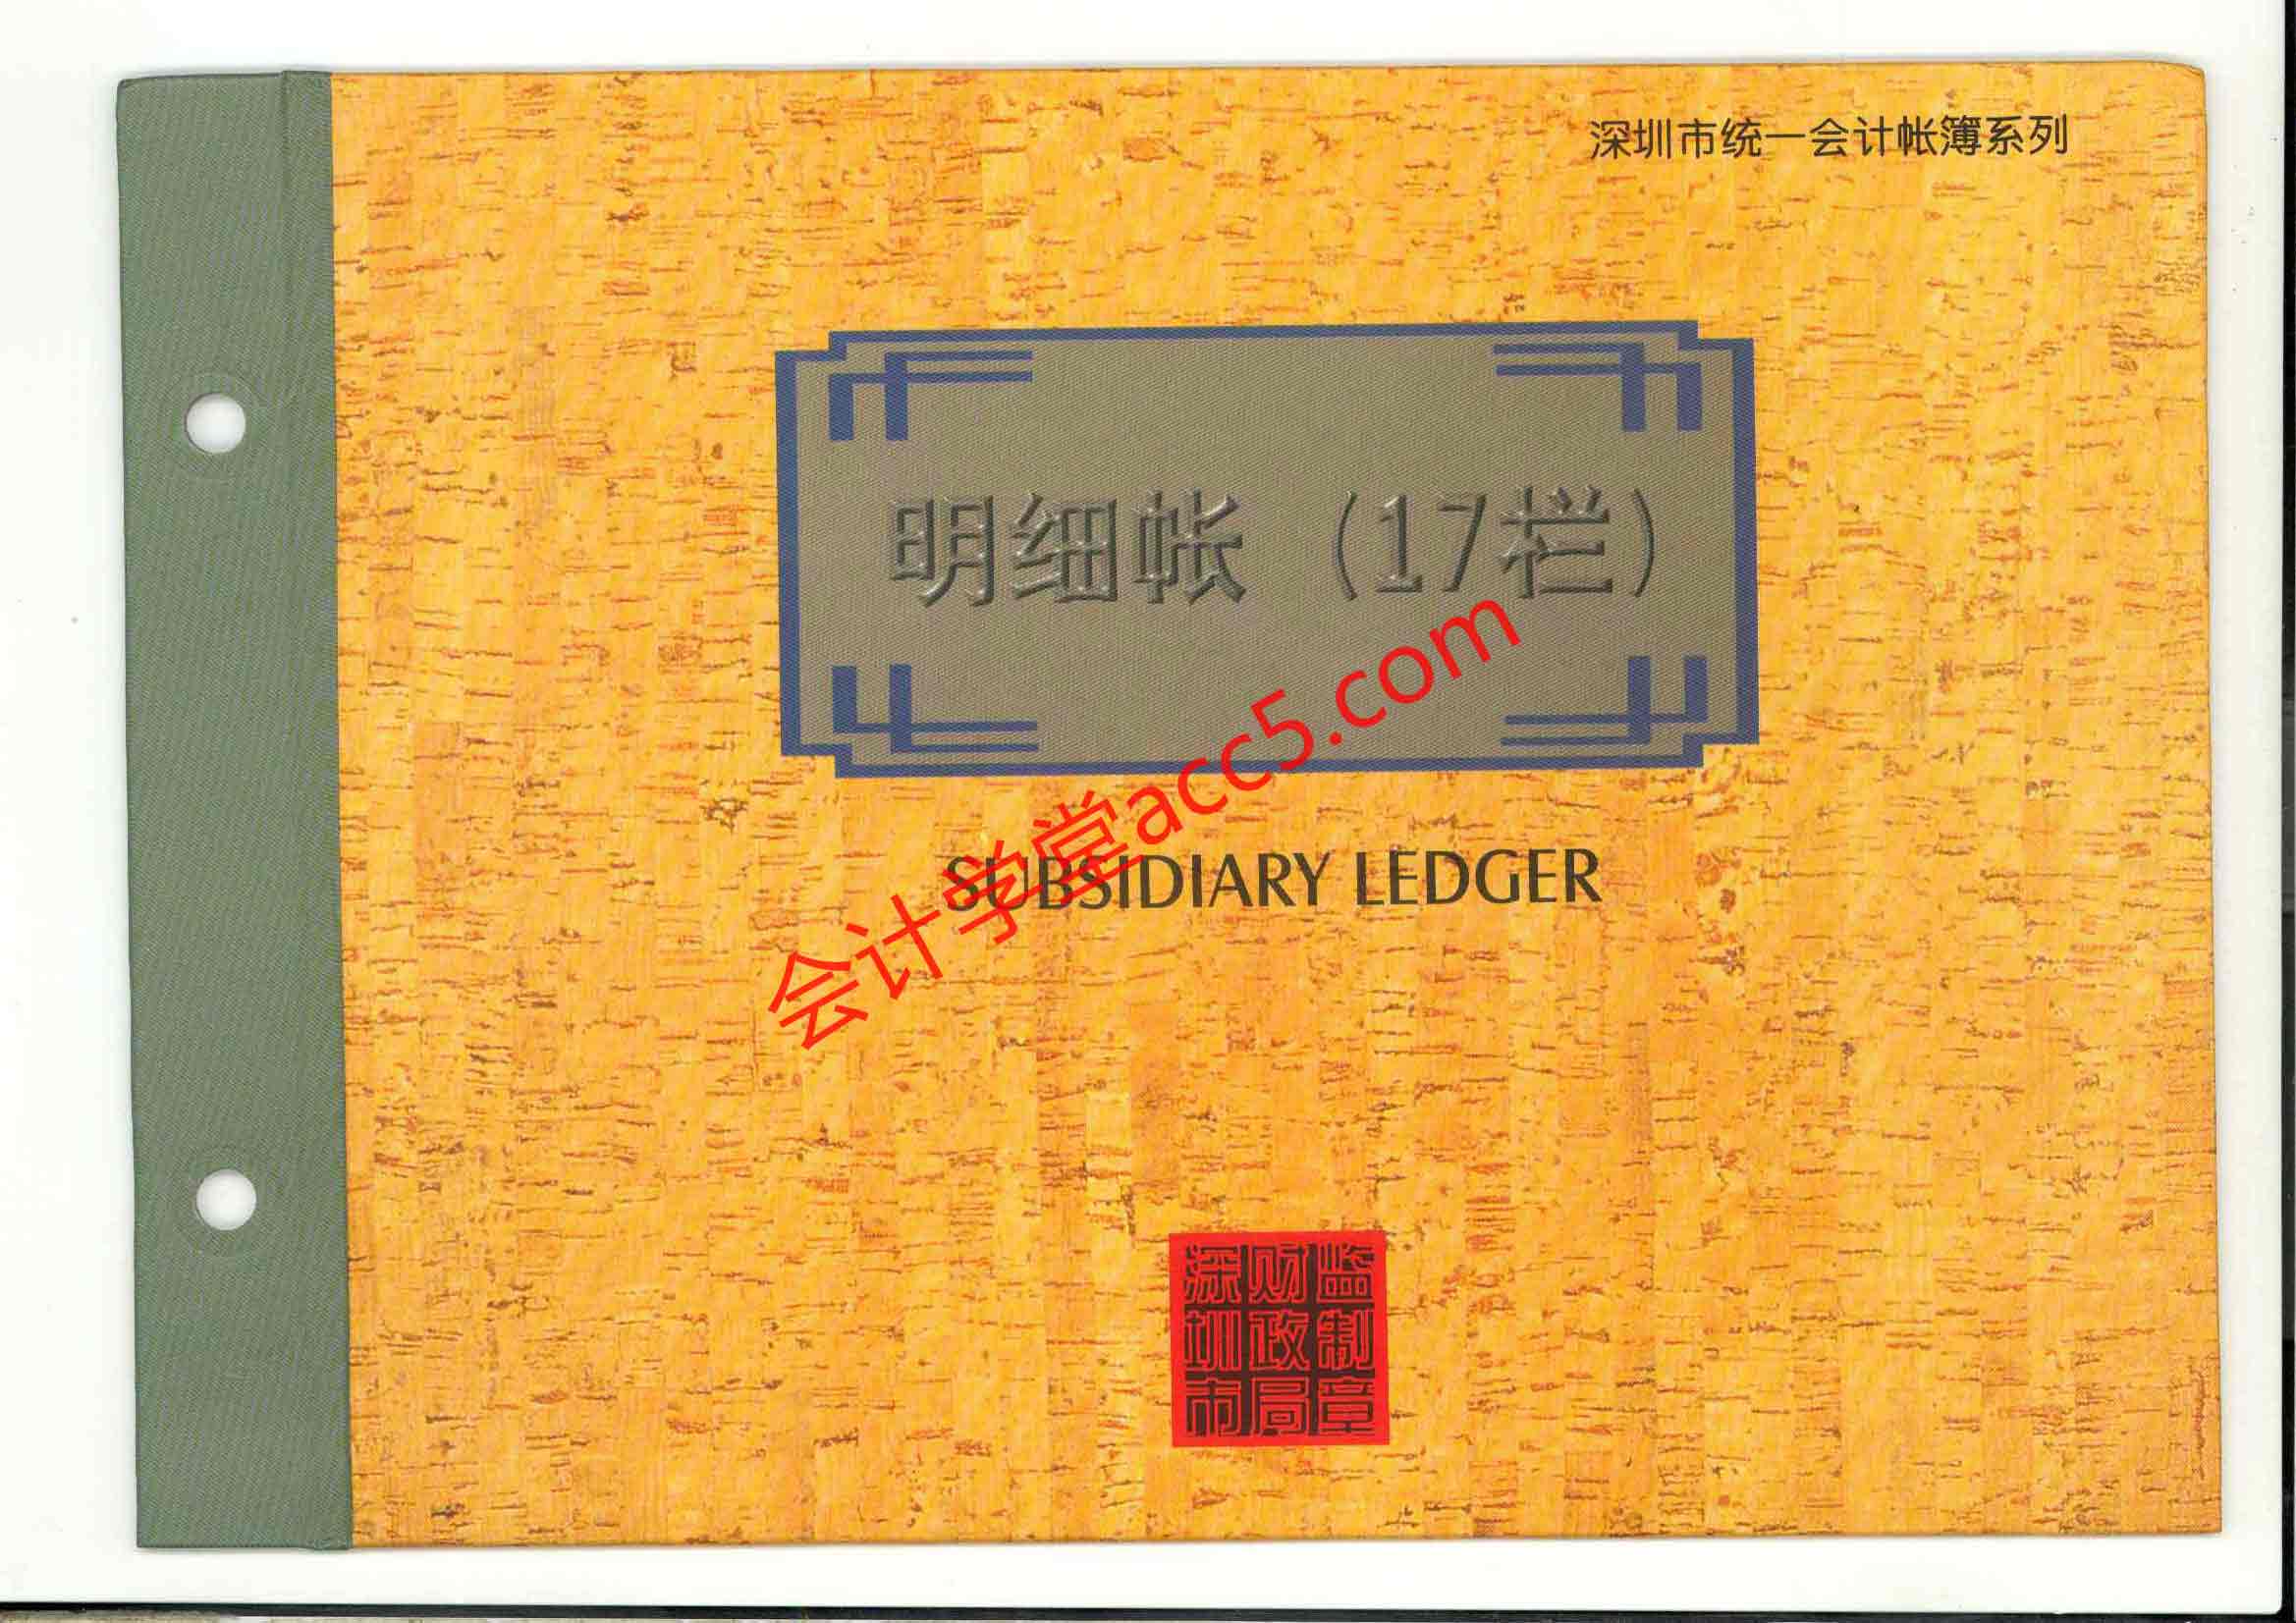 深圳市统一会计帐簿系列
明细帐（17栏）
会计学堂acc5.com
SUBSIDIARY LEDGER
深财监
圳政制
市局章